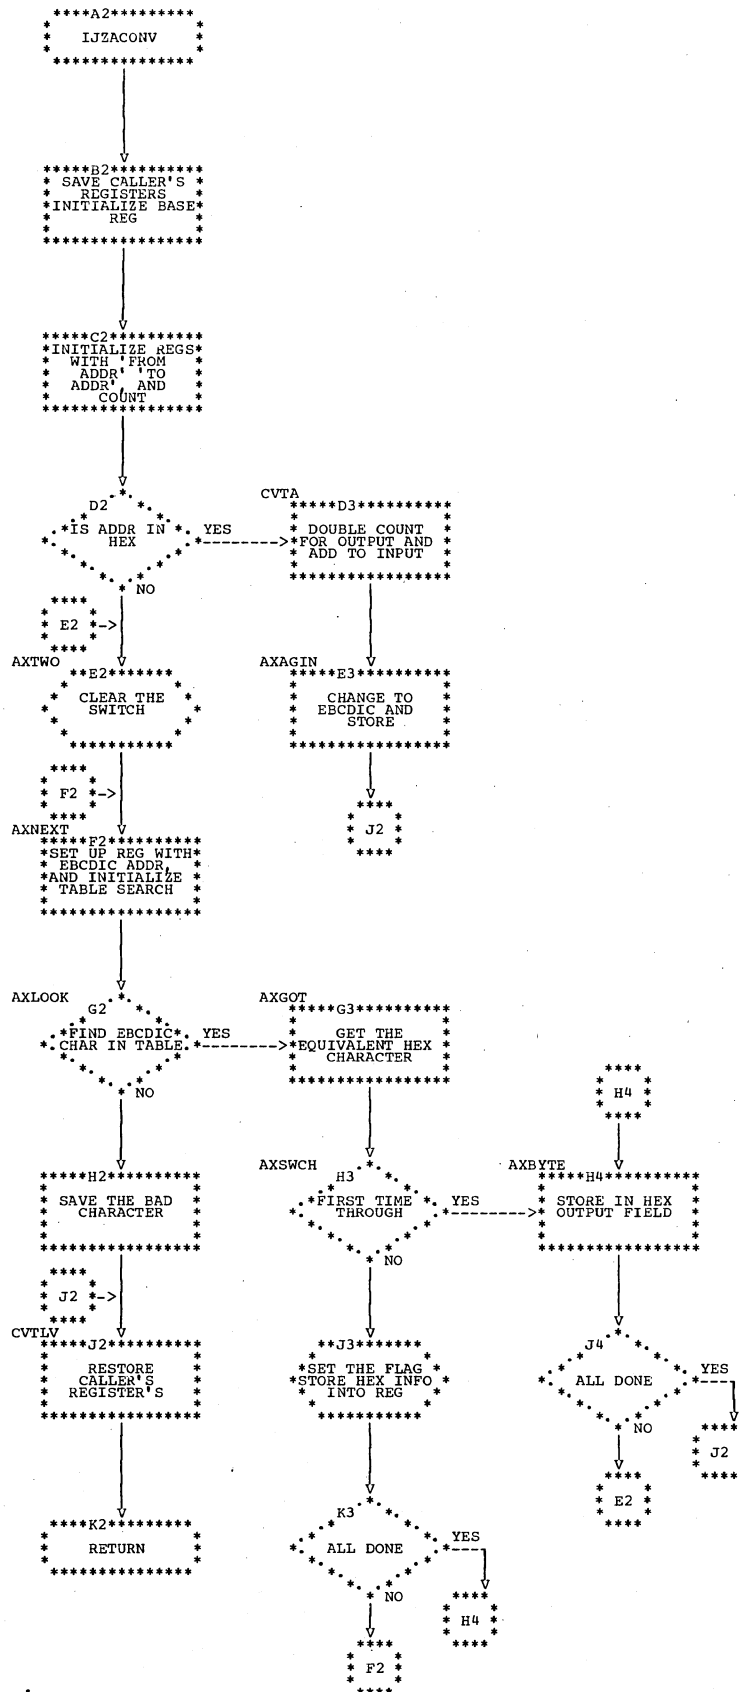 A2
IJZACONV
B2
SAVE CALLER'S
REGISTERS
INITIALIZE BASE
REG
C2
INITIALIZE REGS
WITH 'FROM
ADDR' 'TO
ADDR', AND
COUNT
D2
IS ADDR IN
HEX
YES
NO
CVTA
D3
DOUBLE COUNT
FOR OUTPUT AND
ADD TO INPUT
E2
AXTWO
E2
CLEAR THE
SWITCH
AXAGIN
E3
CHANGE TO
EBCDIC AND
STORE
F2
J2
AXNEXT
F2
SET UP REG WITH
EBCDIC ADDR,
AND INITIALIZE
TABLE SEARCH
AXLOOK
G2
FIND EBCDIC
CHAR IN TABLE
YES
NO
AXGOT
G3
GET THE
EQUIVALENT HEX
CHARACTER
H4
H2
SAVE THE BAD
CHARACTER
AXSWCH
H3
FIRST TIME
THROUGH
YES
NO
AXBYTE
H4
STORE IN HEX
OUTPUT FIELD
J2
CVTLV
J2
RESTORE
CALLER'S
REGISTER'S
J3
SET THE FLAG
STORE HEX INFO
INTO REG
J4
ALL DONE
YES
NO
J2
E2
K2
RETURN
K3
ALL DONE
YES
NO
H4
F2